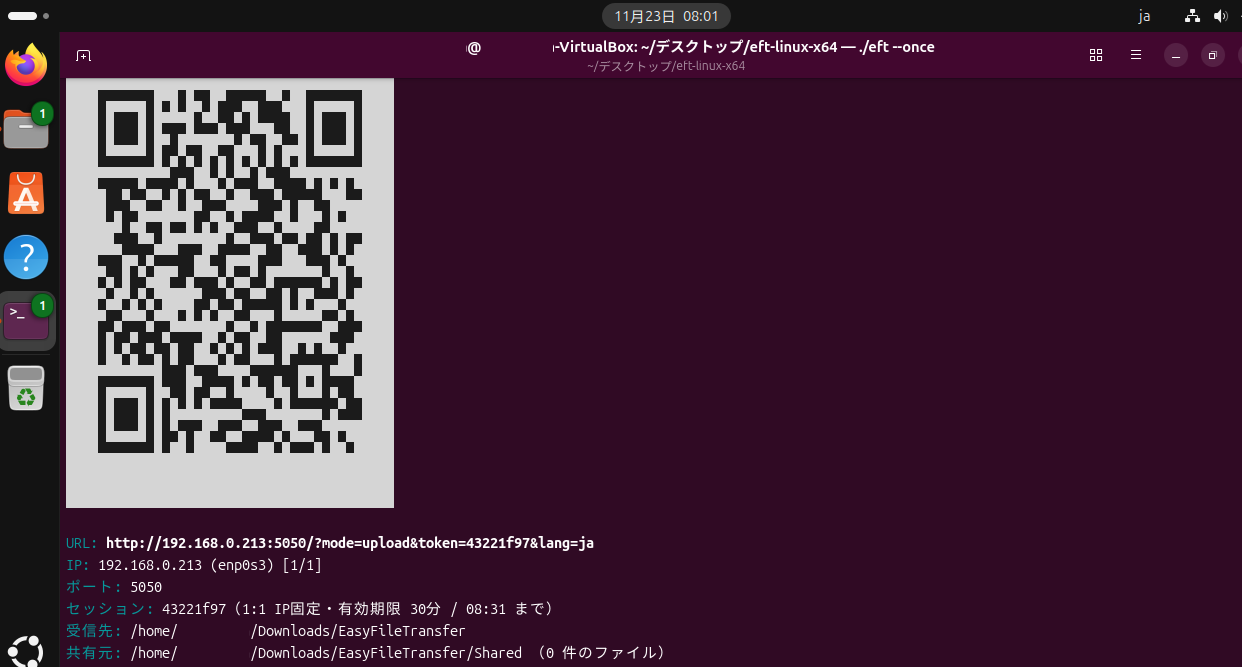 11月23日 08:01
ja
@ -VirtualBox: ~/デスクトップ/eft-linux-x64 — ./eft --once
~/デスクトップ/eft-linux-x64
1
?
>_ 1
URL: http://192.168.0.213:5050/?mode=upload&token=43221f97&lang=ja
IP: 192.168.0.213 (enp0s3) [1/1]
ポート: 5050
セッション: 43221f97 (1:1 IP固定・有効期限 30分 / 08:31 まで)
受信先: /home/ /Downloads/EasyFileTransfer
共有元: /home/ /Downloads/EasyFileTransfer/Shared (0 件のファイル)